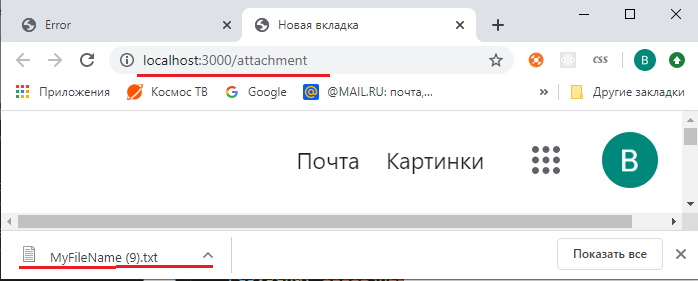 Error
Новая вкладка
localhost:3000/attachment
css
B
Приложения
Космос ТВ
Google
@MAIL.RU: почта,...
»
Другие закладки
Почта
Картинки
B
MyFileName (9).txt
Показать все